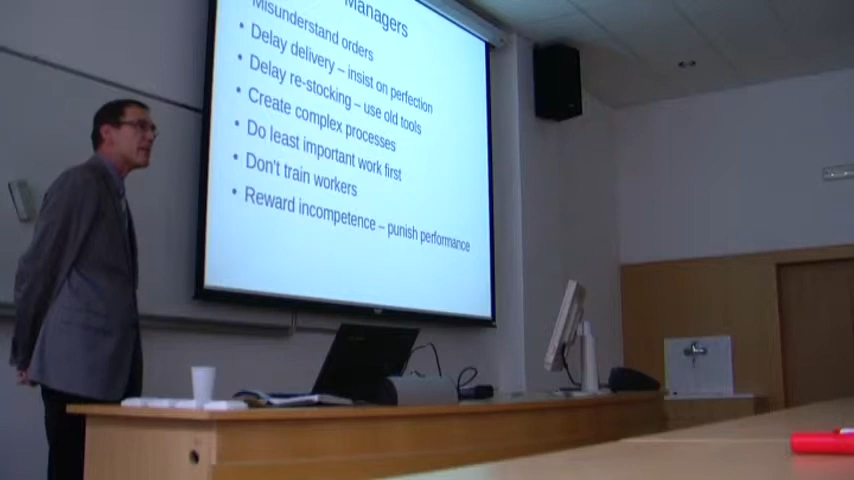 Managers
Misunderstand orders
• Delay delivery – insist on perfection
• Delay re-stocking – use old tools
• Create complex processes
• Do least important work first
• Don't train workers
• Reward incompetence – punish performance